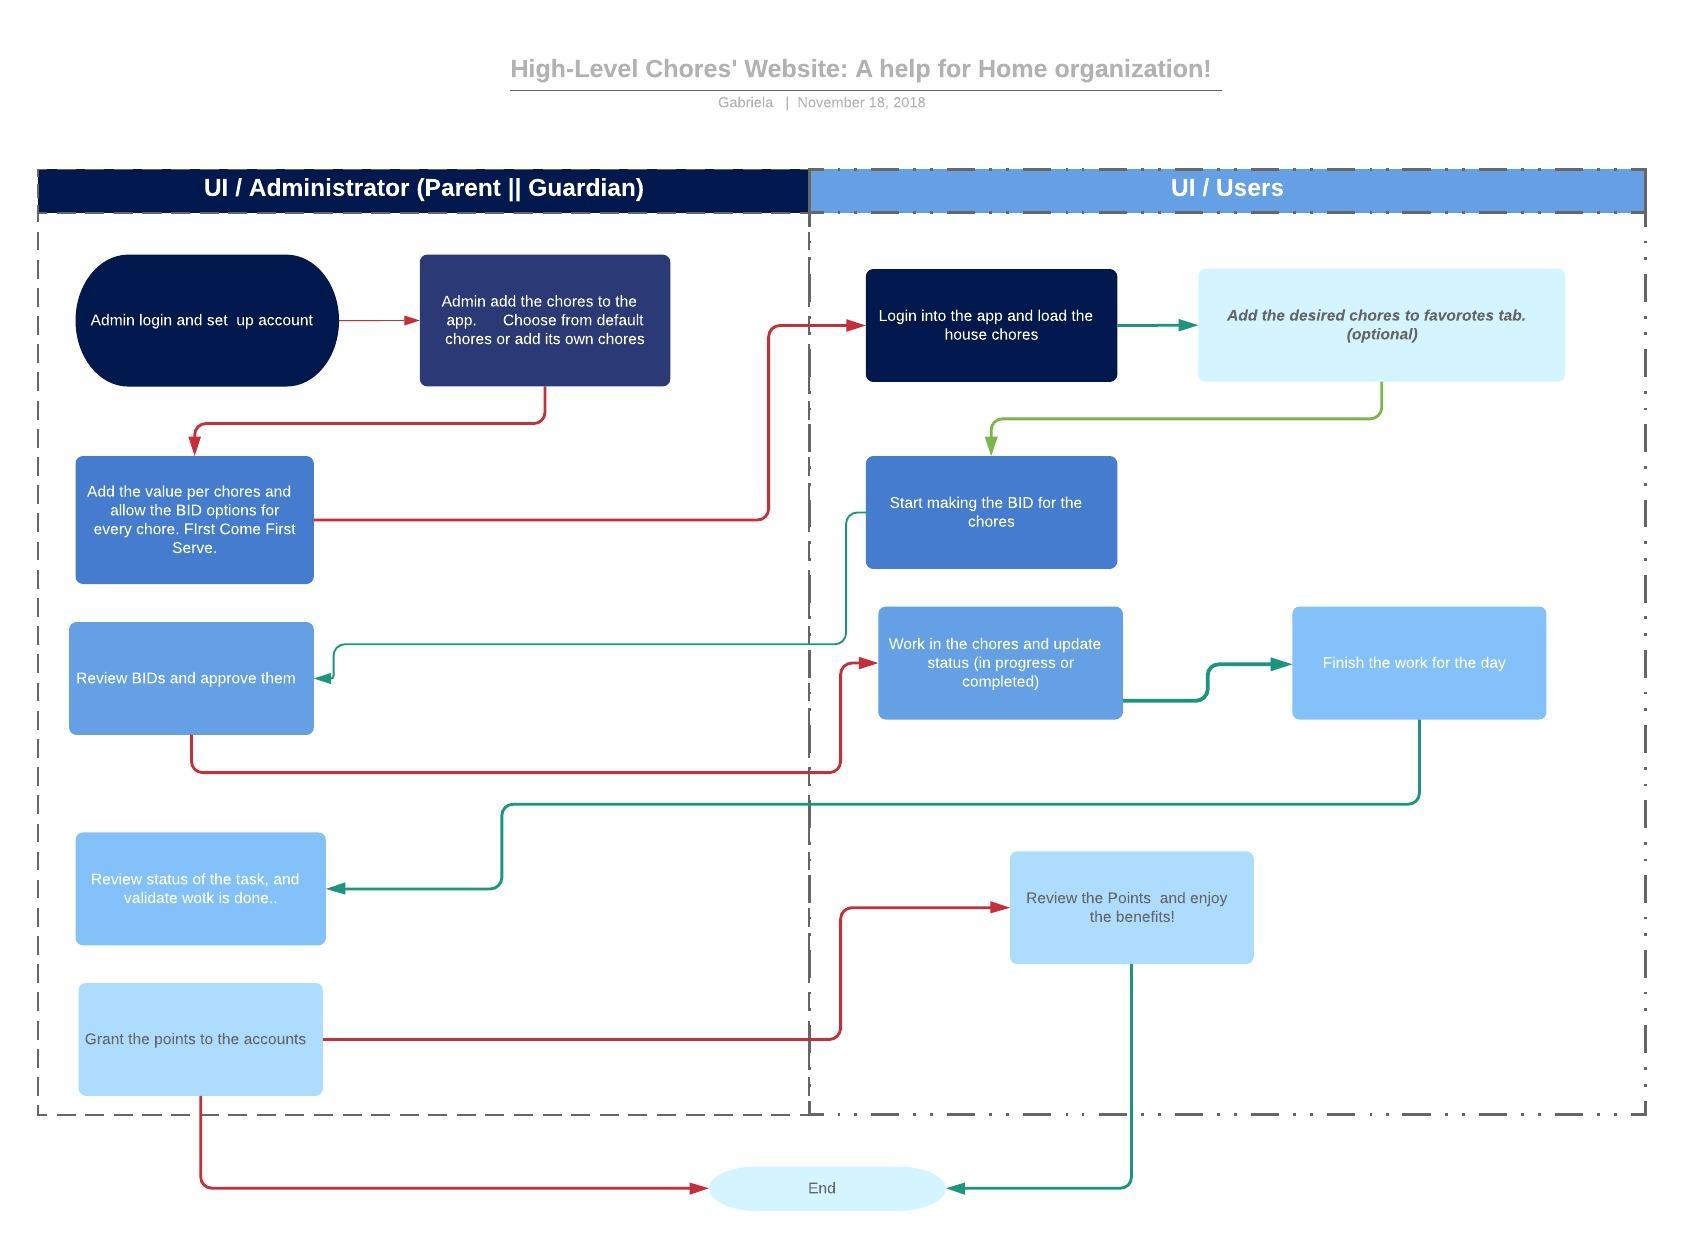 High-Level Chores' Website: A help for Home organization!
Gabriela | November 18, 2018
UI / Administrator (Parent || Guardian)
UI / Users
Admin login and set up account
Admin add the chores to the
app. Choose from default
chores or add its own chores
Login into the app and load the
house chores
Add the desired chores to favorotes tab.
(optional)
Add the value per chores and
allow the BID options for
every chore. FIrst Come First
Serve.
Start making the BID for the
chores
Review BIDs and approve them
Work in the chores and update
status (in progress or
completed)
Finish the work for the day
Review status of the task, and
validate wotk is done..
Review the Points and enjoy
the benefits!
Grant the points to the accounts
End